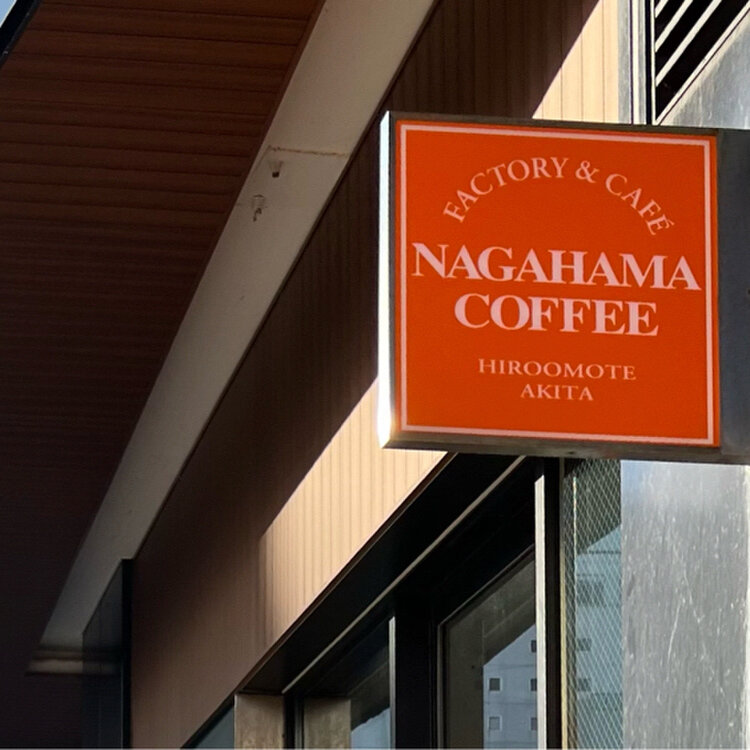 FACTORY & CAFÉ
NAGAHAMA
COFFEE
HIROOMOTE
AKITA